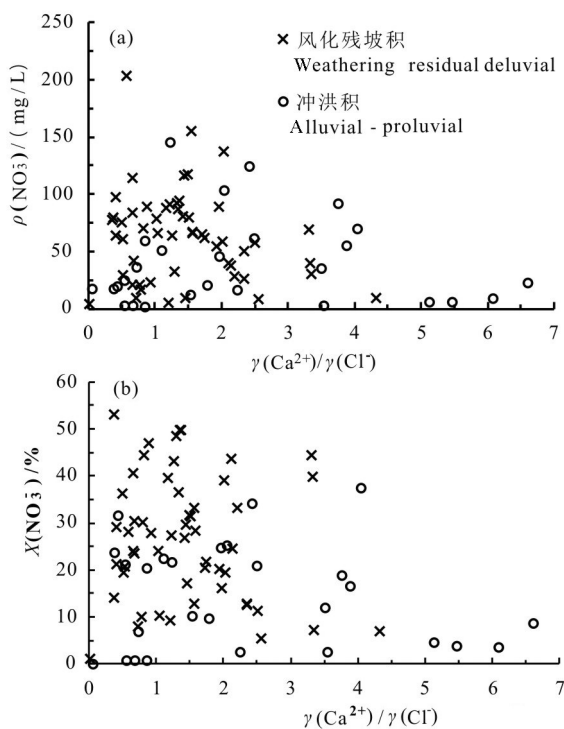 (a)
× 风化残坡积
Weathering residual deluvial
○ 冲洪积
Alluvial - proluvial
ρ(NO₃⁻)/(mg/L)
250
200
150
100
50
0
0 1 2 3 4 5 6 7
γ(Ca²⁺)/γ(Cl⁻)
(b)
X(NO₃⁻)/%
60
50
40
30
20
10
0
0 1 2 3 4 5 6 7
γ(Ca²⁺)/γ(Cl⁻)